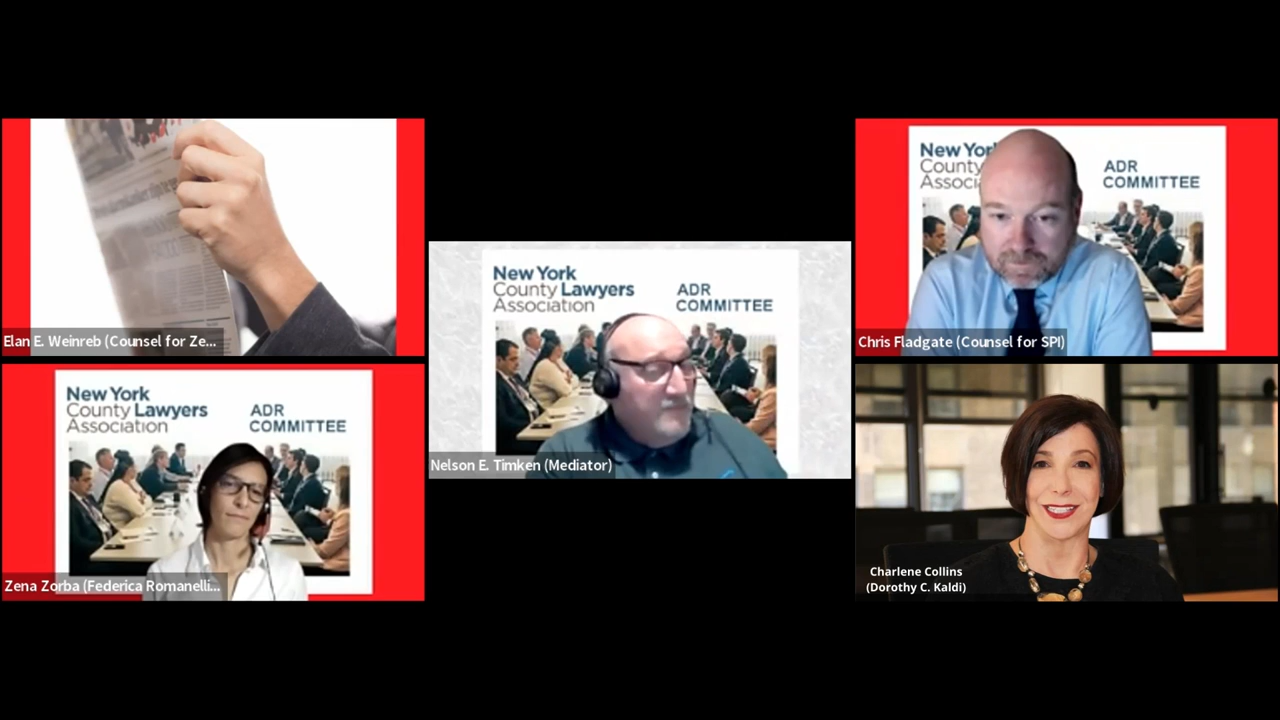 Elan E. Weinreb (Counsel for Ze...
New York
County Lawyers
Association
ADR
COMMITTEE
Zena Zorba (Federica Romanelli...
New York
County Lawyers
Association
ADR
COMMITTEE
Nelson E. Timken (Mediator)
New Yor
County
Associ
ADR
COMMITTEE
Chris Fladgate (Counsel for SPI)
Charlene Collins
(Dorothy C. Kaldi)